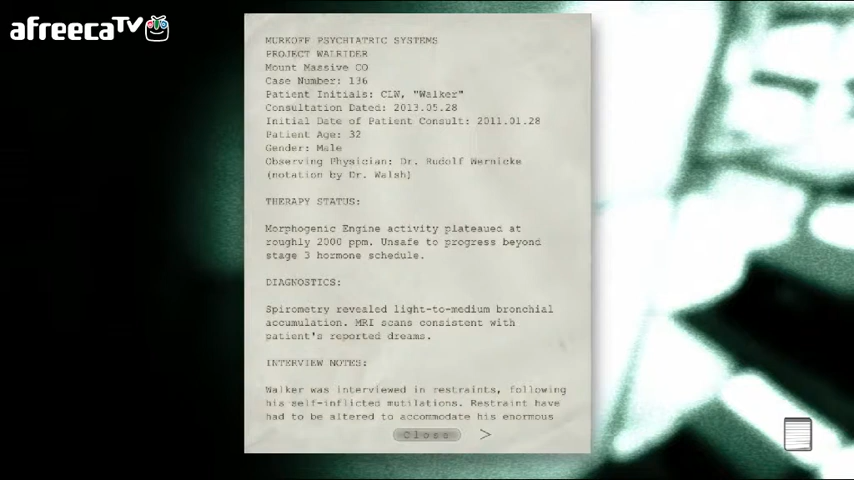 afreecaTV
MURKOFF PSYCHIATRIC SYSTEMS
PROJECT WALRIDER
Mount Massive CO
Case Number: 136
Patient Initials: CLW, "Walker"
Consultation Dated: 2013.05.28
Initial Date of Patient Consult: 2011.01.28
Patient Age: 32
Gender: Male
Observing Physician: Dr. Rudolf Wernicke
(notation by Dr. Walsh)
THERAPY STATUS:
Morphogenic Engine activity plateaued at
roughly 2000 ppm. Unsafe to progress beyond
stage 3 hormone schedule.
DIAGNOSTICS:
Spirometry revealed light-to-medium bronchial
accumulation. MRI scans consistent with
patient's reported dreams.
INTERVIEW NOTES:
Walker was interviewed in restraints, following
his self-inflicted mutilations. Restraint have
had to be altered to accommodate his enormous
Close >